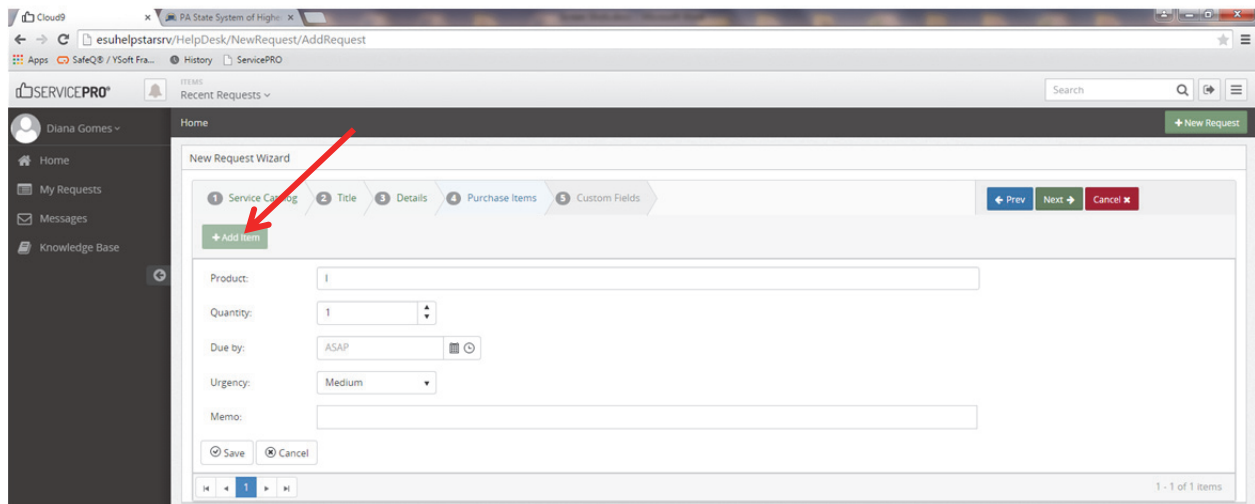 Cloud9 x PA State System of Highe x
esuhelpstarsrv/HelpDesk/NewRequest/AddRequest
Apps SafeQ® / YSoft Fra... History ServicePRO
SERVICEPRO®
ITEMS
Recent Requests
Search
Diana Gomes
Home
+ New Request
Home
My Requests
Messages
Knowledge Base
New Request Wizard
1 Service Catalog 2 Title 3 Details 4 Purchase Items 5 Custom Fields
Prev Next Cancel x
+ Add Item
Product: I
Quantity: 1
Due by: ASAP
Urgency: Medium
Memo:
Save Cancel
1
1 - 1 of 1 items